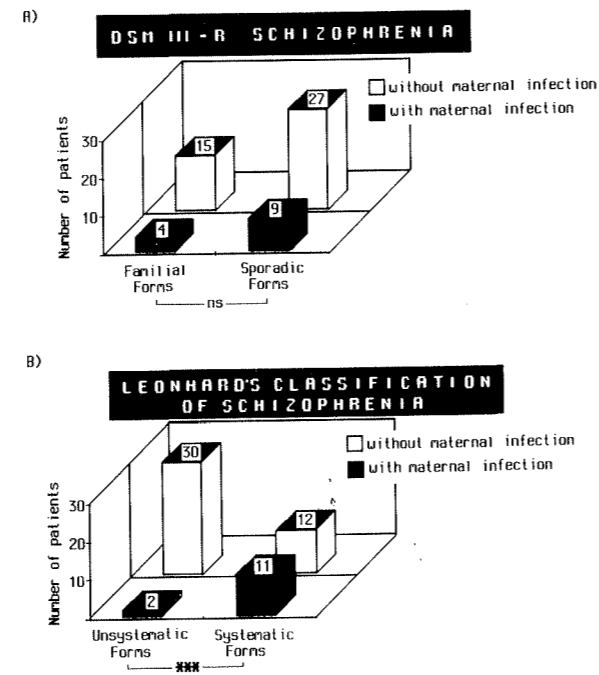 A)
DSM III-R SCHIZOPHRENIA
without maternal infection
with maternal infection
Number of patients
30
20
10
15
27
4
9
Familial Forms
Sporadic Forms
ns
B)
LEONHARD'S CLASSIFICATION
OF SCHIZOPHRENIA
without maternal infection
with maternal infection
Number of patients
30
20
10
30
12
2
11
Unsystematic Forms
Systematic Forms
***